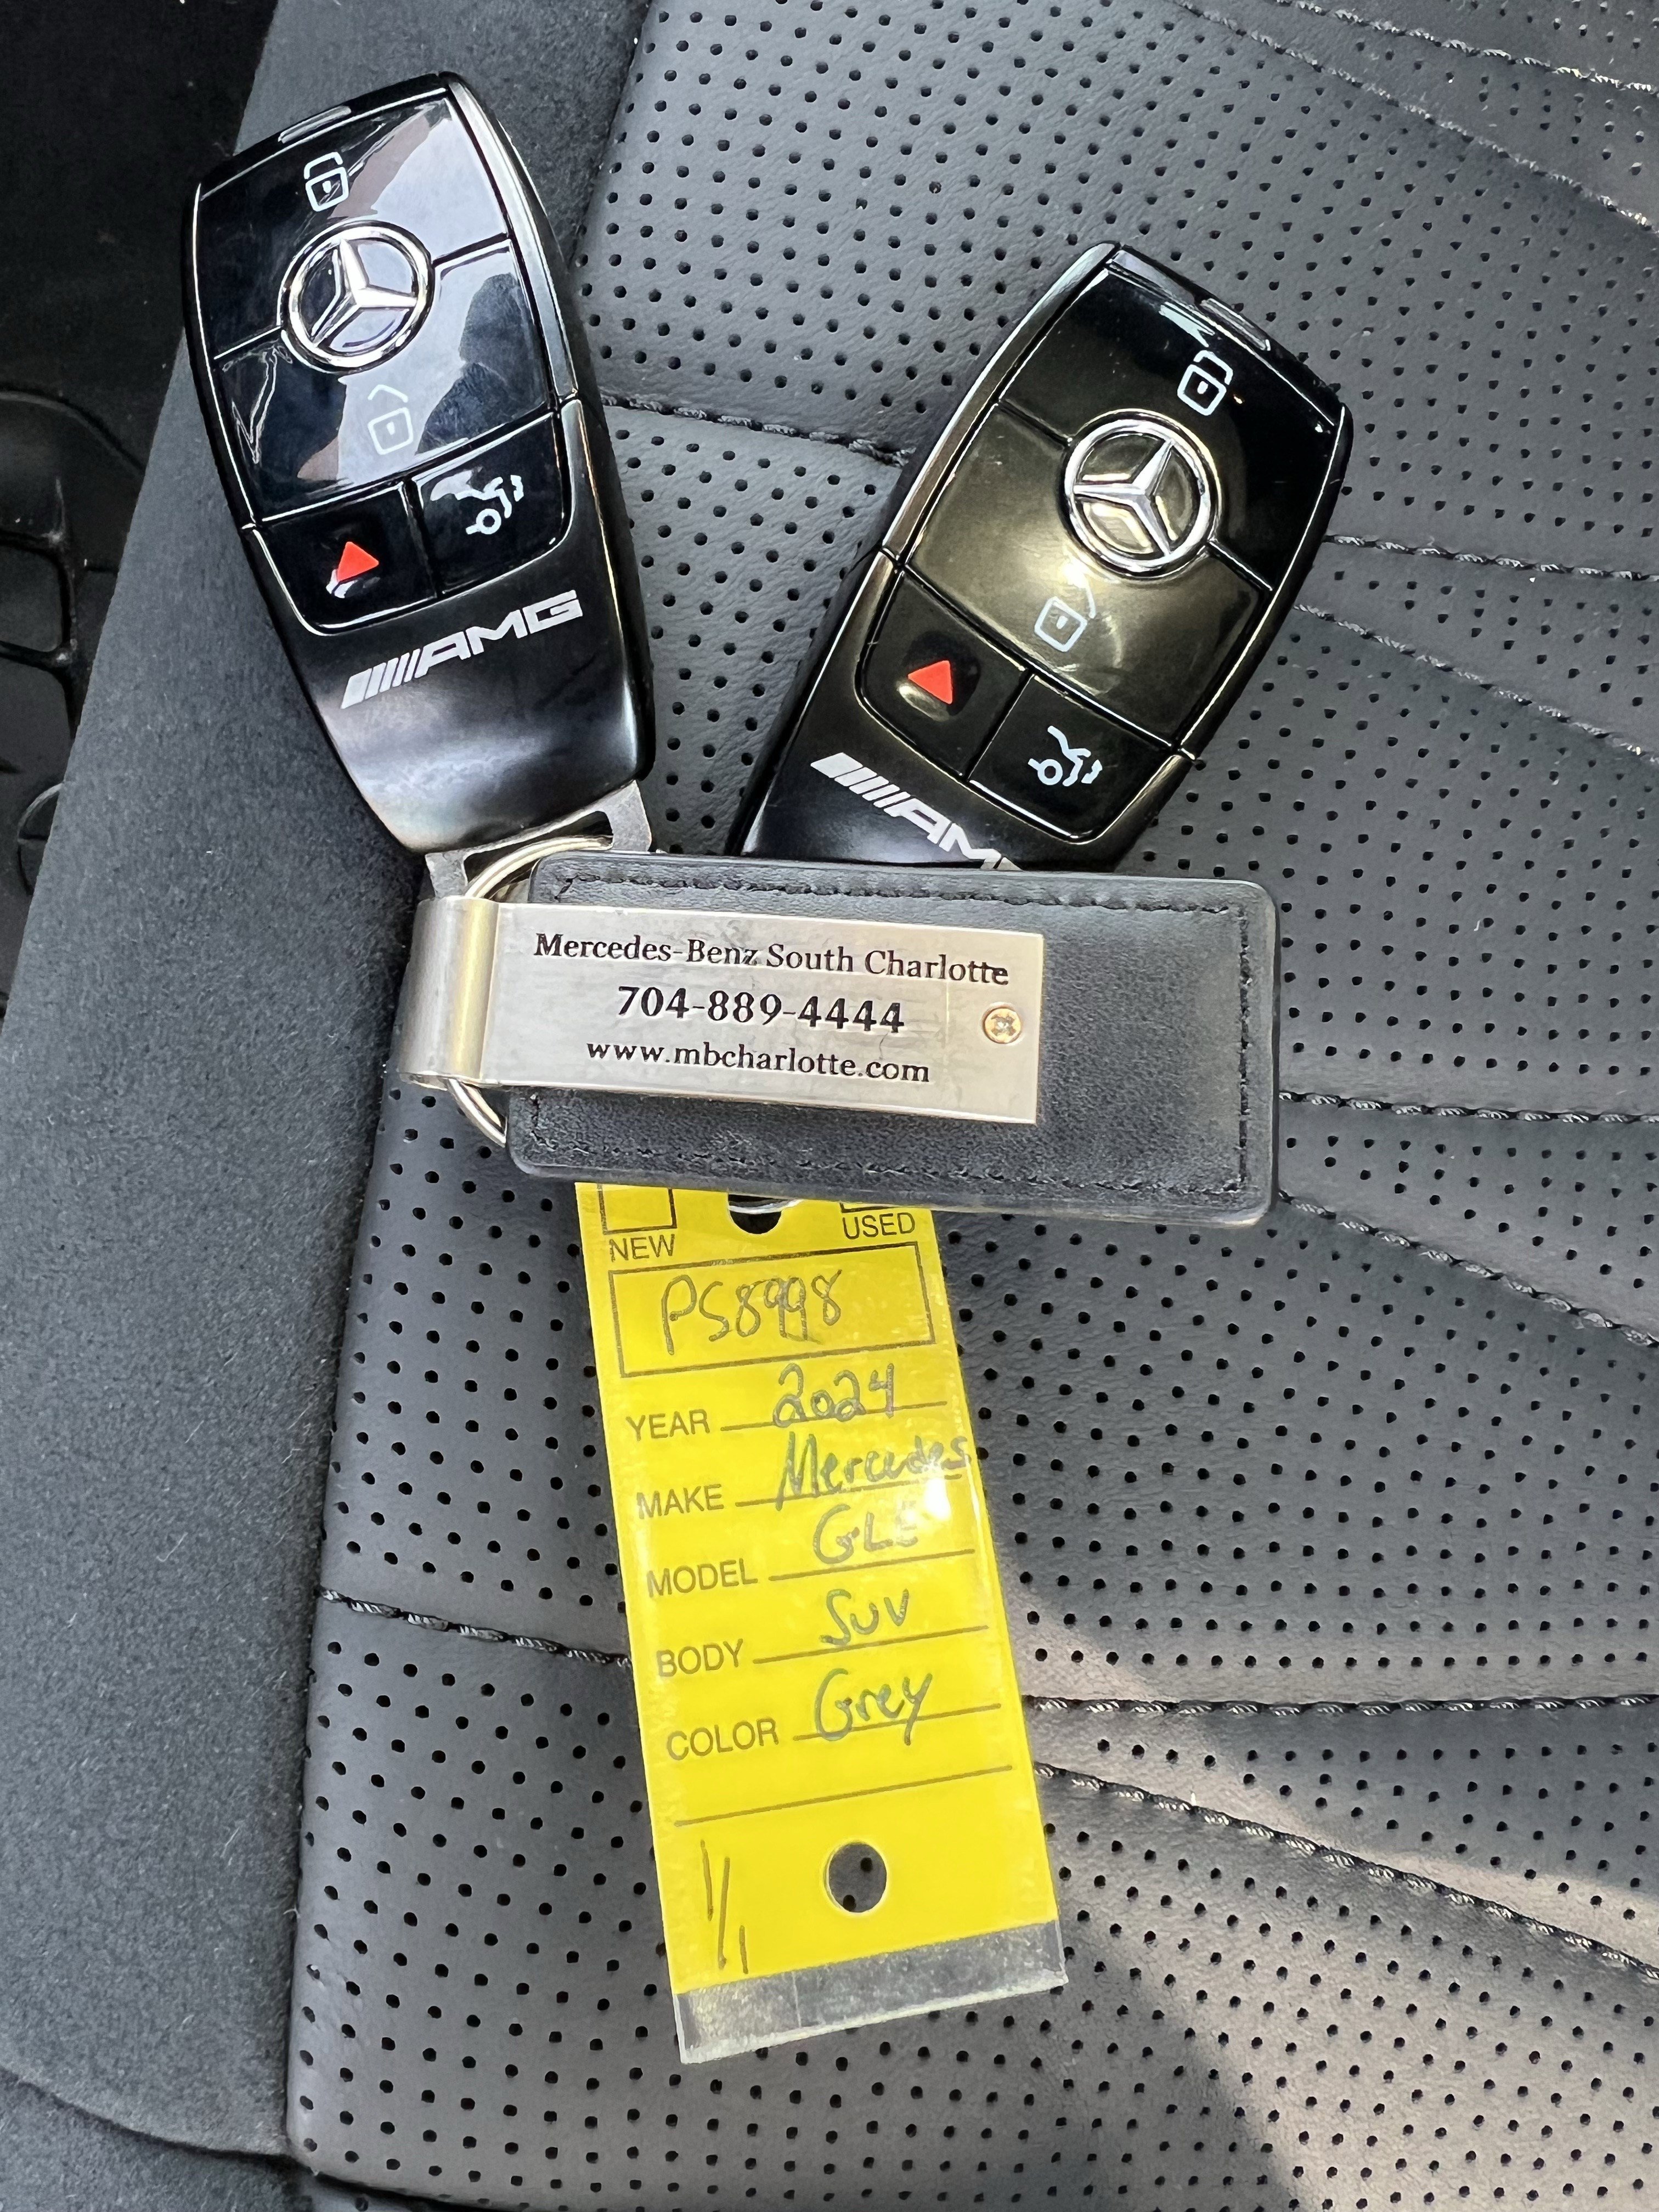 AMG
AM
Mercedes-Benz South Charlotte
704-889-4444
www.mbcharlotte.com
NEW
USED
PS8998
YEAR 2024
MAKE Mercedes
MODEL GLE
BODY SUV
COLOR Grey
1/1